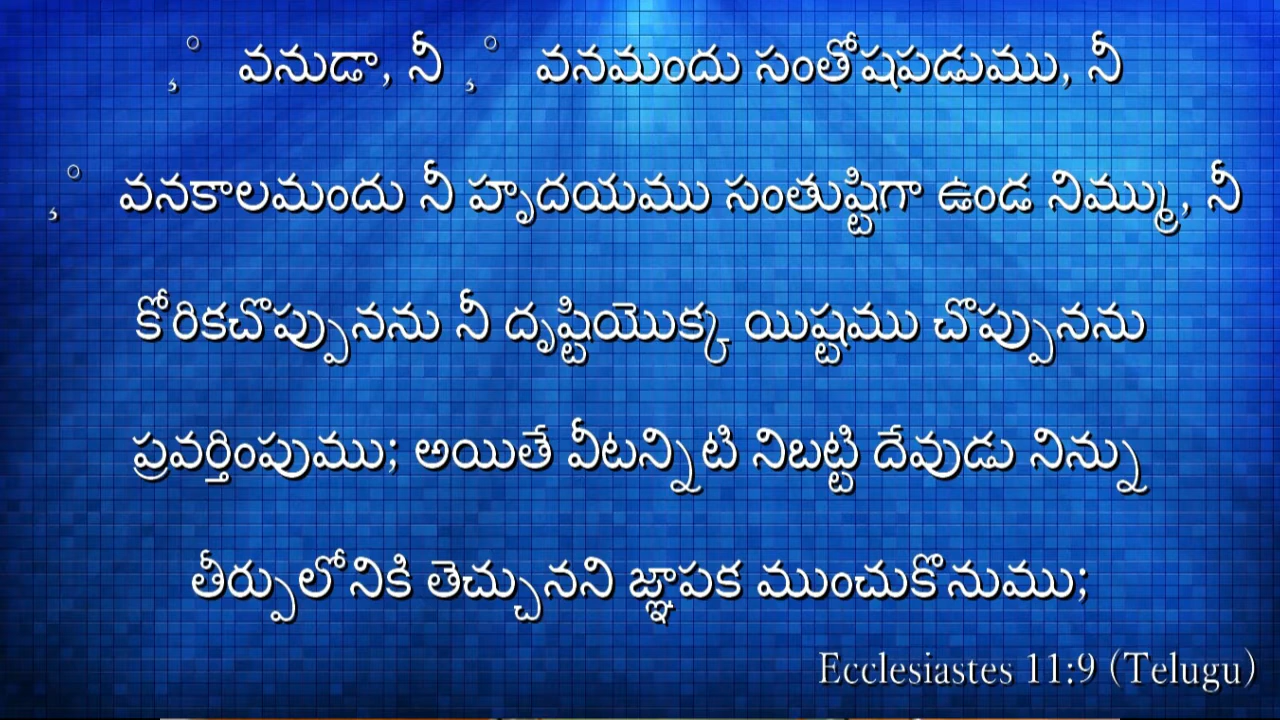 వనుడా, నీ వనమందు సంతోషపడుము, నీ
వనకాలమందు నీ హృదయము సంతుష్టిగా ఉండ నిమ్ము, నీ
కోరికచొప్పునను నీ దృష్టియొక్క యిష్టము చొప్పునను
ప్రవర్తింపుము; అయితే వీటన్నిటి నిబట్టి దేవుడు నిన్ను
తీర్పులోనికి తెచ్చునని జ్ఞాపక ముంచుకొనుము;
Ecclesiastes 11:9 (Telugu)